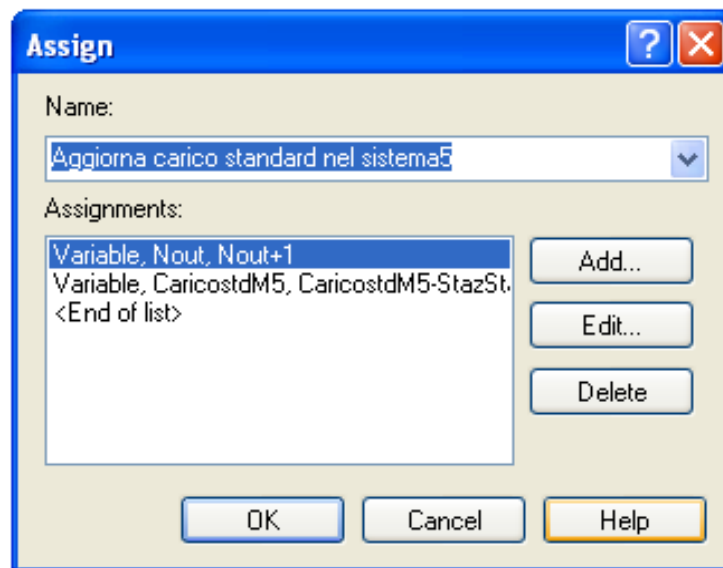 Assign
Name:
Aggiorna carico standard nel sistema5
Assignments:
Variable, Nout, Nout+1
Variable, CaricostdM5, CaricostdM5-StazSt
<End of list>
Add...
Edit...
Delete
OK
Cancel
Help